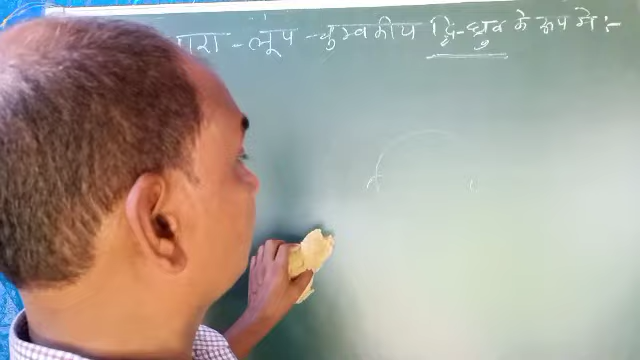 धारा - लूप - चुम्बकीय द्वि-ध्रुव के रूप में :-